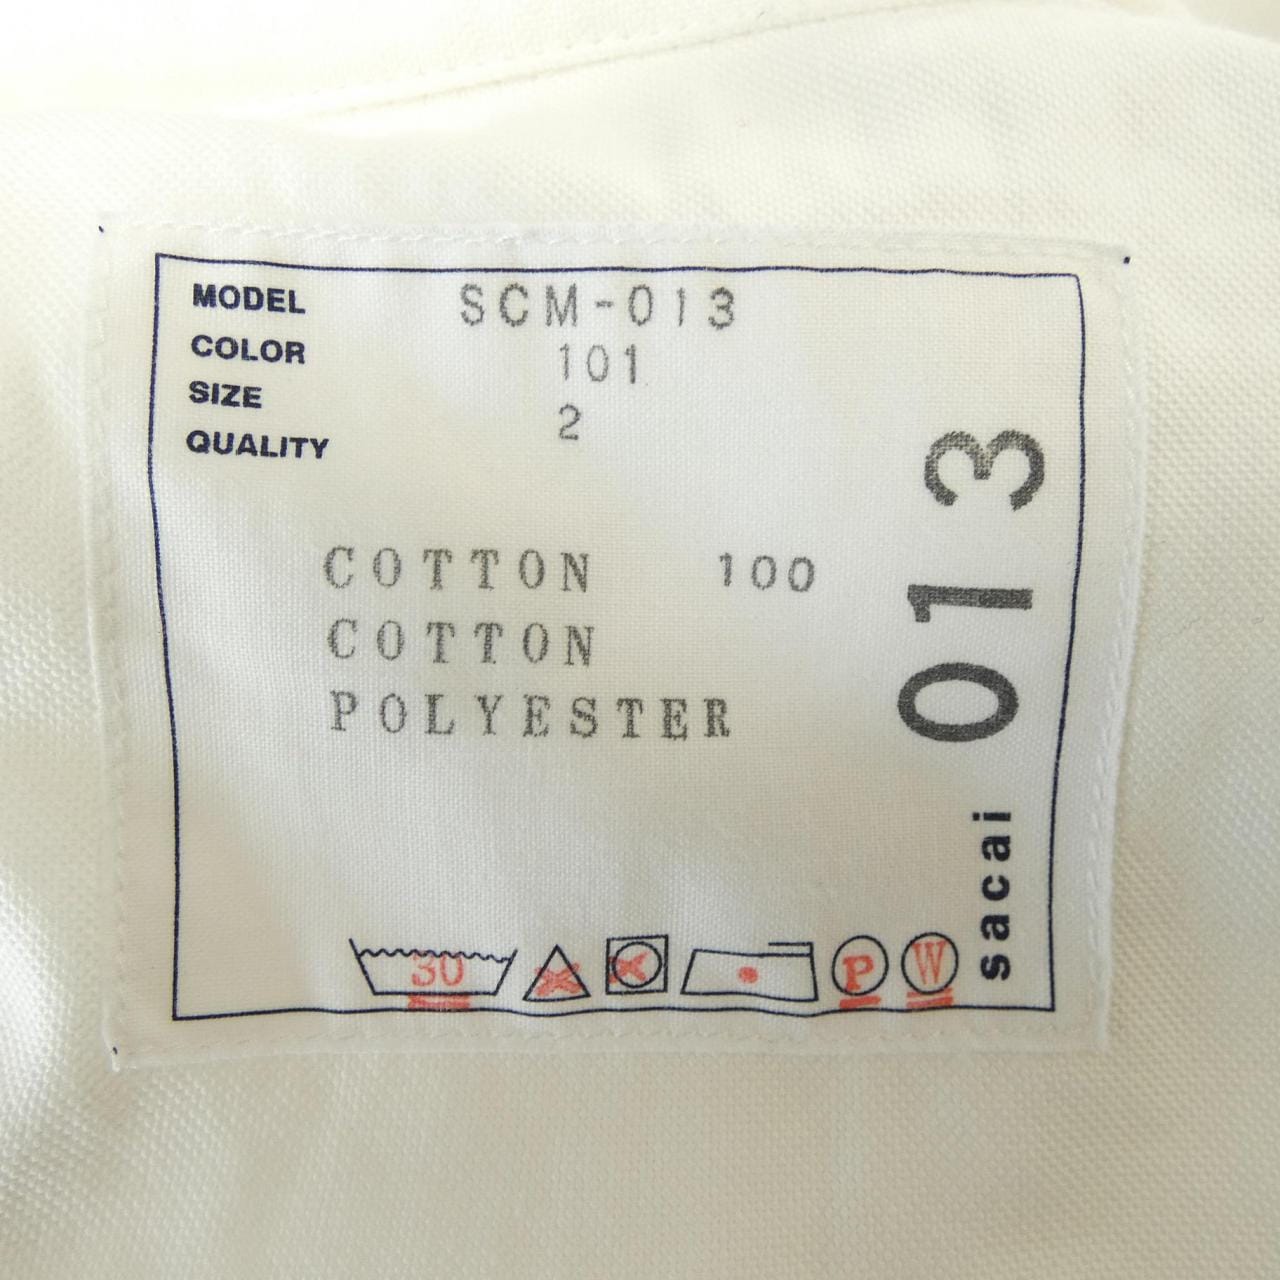 MODEL SCM-013
COLOR 101
SIZE 2
QUALITY
COTTON 100
COTTON
POLYESTER
30 P W
sacai 013